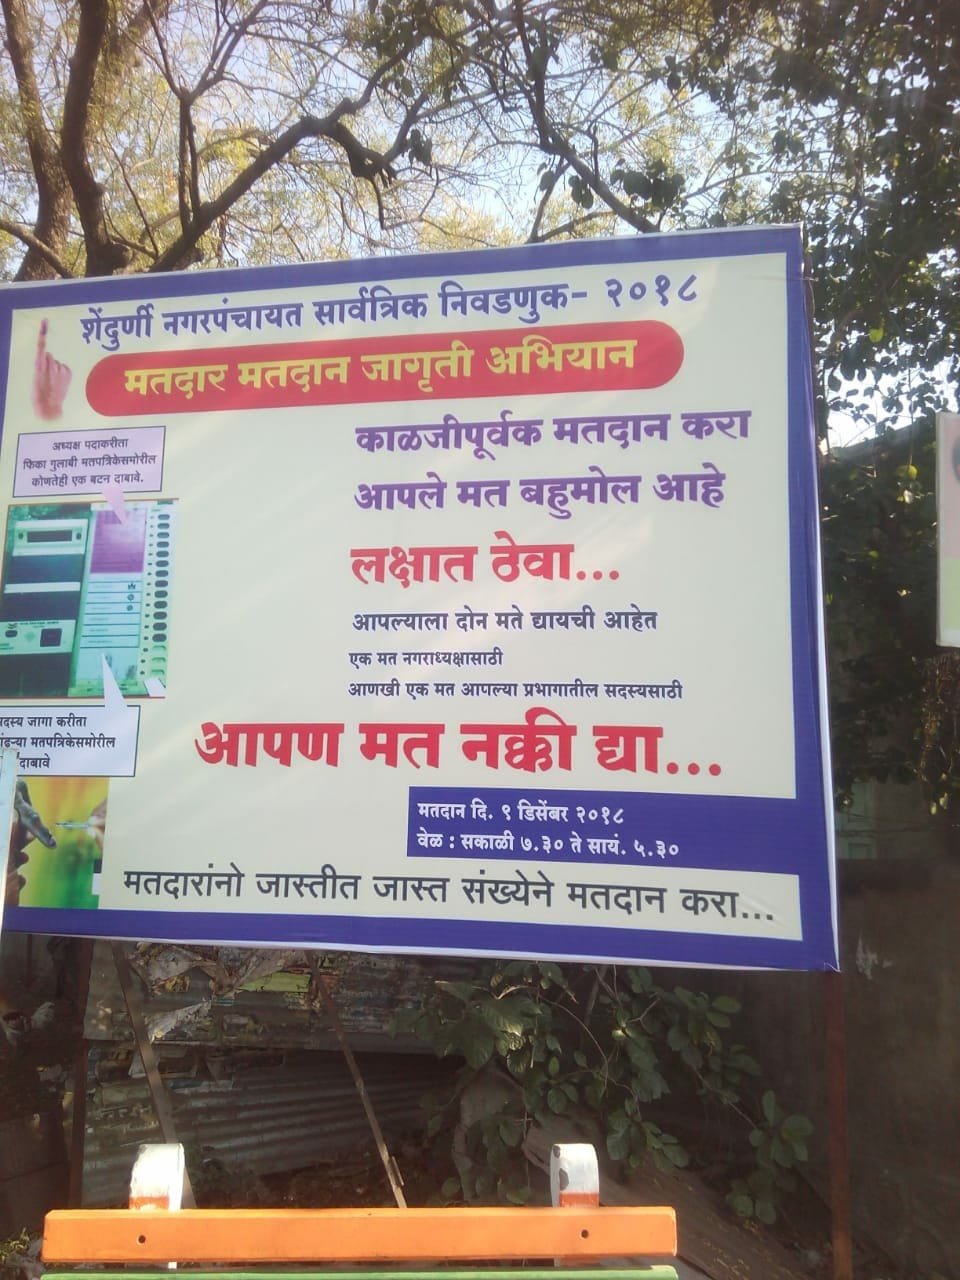 शेंदुर्णी नगरपंचायत सार्वत्रिक निवडणुक- २०१८
मतदार मतदान जागृती अभियान
काळजीपूर्वक मतदान करा
आपले मत बहुमोल आहे
अध्यक्ष पदाकरीता
फिका गुलाबी मतपत्रिकेसमोरील
कोणतेही एक बटन दाबावे.
लक्षात ठेवा...
आपल्याला दोन मते द्यायची आहेत
एक मत नगराध्यक्षासाठी
आणखी एक मत आपल्या प्रभागातील सदस्यसाठी
जागा करीता
मतपत्रिकेसमोरील
दाबावे
आपण मत नक्की द्या...
मतदान दि. ९ डिसेंबर २०१८
वेळ : सकाळी ७.३० ते सायं. ५.३०
मतदारांनो जास्तीत जास्त संख्येने मतदान करा...